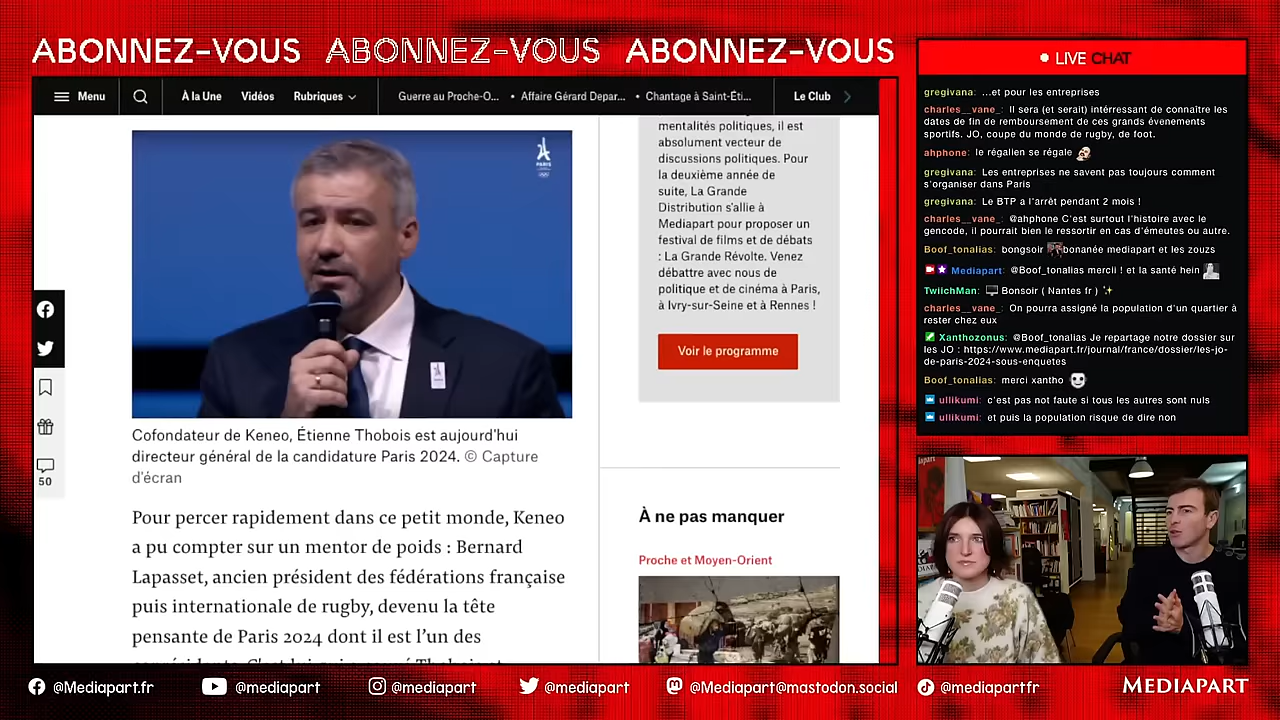 ABONNEZ-VOUS ABONNEZ-VOUS ABONNEZ-VOUS
Menu
À la Une
Vidéos
Rubriques
Guerre au Proche-O...
• Affaire Gérard Depar...
• Chantage à Saint-Éti...
Le Club
PARIS
mentalités politiques, il est
absolument vecteur de
discussions politiques. Pour
la deuxième année de
suite, La Grande
Distribution s'allie à
Mediapart pour proposer un
festival de films et de débats
: La Grande Révolte. Venez
débattre avec nous de
politique et de cinéma à Paris,
à Ivry-sur-Seine et à Rennes !
Voir le programme
50
Cofondateur de Keneo, Étienne Thobois est aujourd'hui
directeur général de la candidature Paris 2024. © Capture
d'écran
Pour percer rapidement dans ce petit monde, Keneo
a pu compter sur un mentor de poids : Bernard
Lapasset, ancien président des fédérations française
puis internationale de rugby, devenu la tête
pensante de Paris 2024 dont il est l'un des
À ne pas manquer
Proche et Moyen-Orient
LIVE CHAT
gregivana: ...et pour les entreprises
charles__vane_: Il sera (et serait) intérressant de connaître les
dates de fin de remboursement de ces grands évenements
sportifs. JO, coupe du monde de rugby, de foot.
ahphone: le régalien se régale
gregivana: Les entreprises ne savent pas toujours comment
s'organiser dans Paris
gregivana: Le BTP a l'arrêt pendant 2 mois !
charles__vane_: @ahphone C'est surtout l'histoire avec le
gencode, il pourrait bien le ressortir en cas d'émeutes ou autre.
Boof_tonalias: bongsoir bonanée mediapart et les zouzs
Mediapart: @Boof_tonalias mercii ! et la santé hein
TwiichMan: Bonsoir ( Nantes fr )
charles__vane_: On pourra assigné la population d'un quartier à
rester chez eux
Xanthozonus: @Boof_tonalias Je repartage notre dossier sur
les JO : https://www.mediapart.fr/journal/france/dossier/les-jo-
de-paris-2024-sous-enquetes
Boof_tonalias: merci xantho
ullikumi: c'est pas not faute si tous les autres sont nuls
ullikumi: et puis la population risque de dire non
@Mediapart.fr
@mediapart
@mediapart
@mediapart
@Mediapart@mastodon.social
@mediapartfr
MEDIAPART